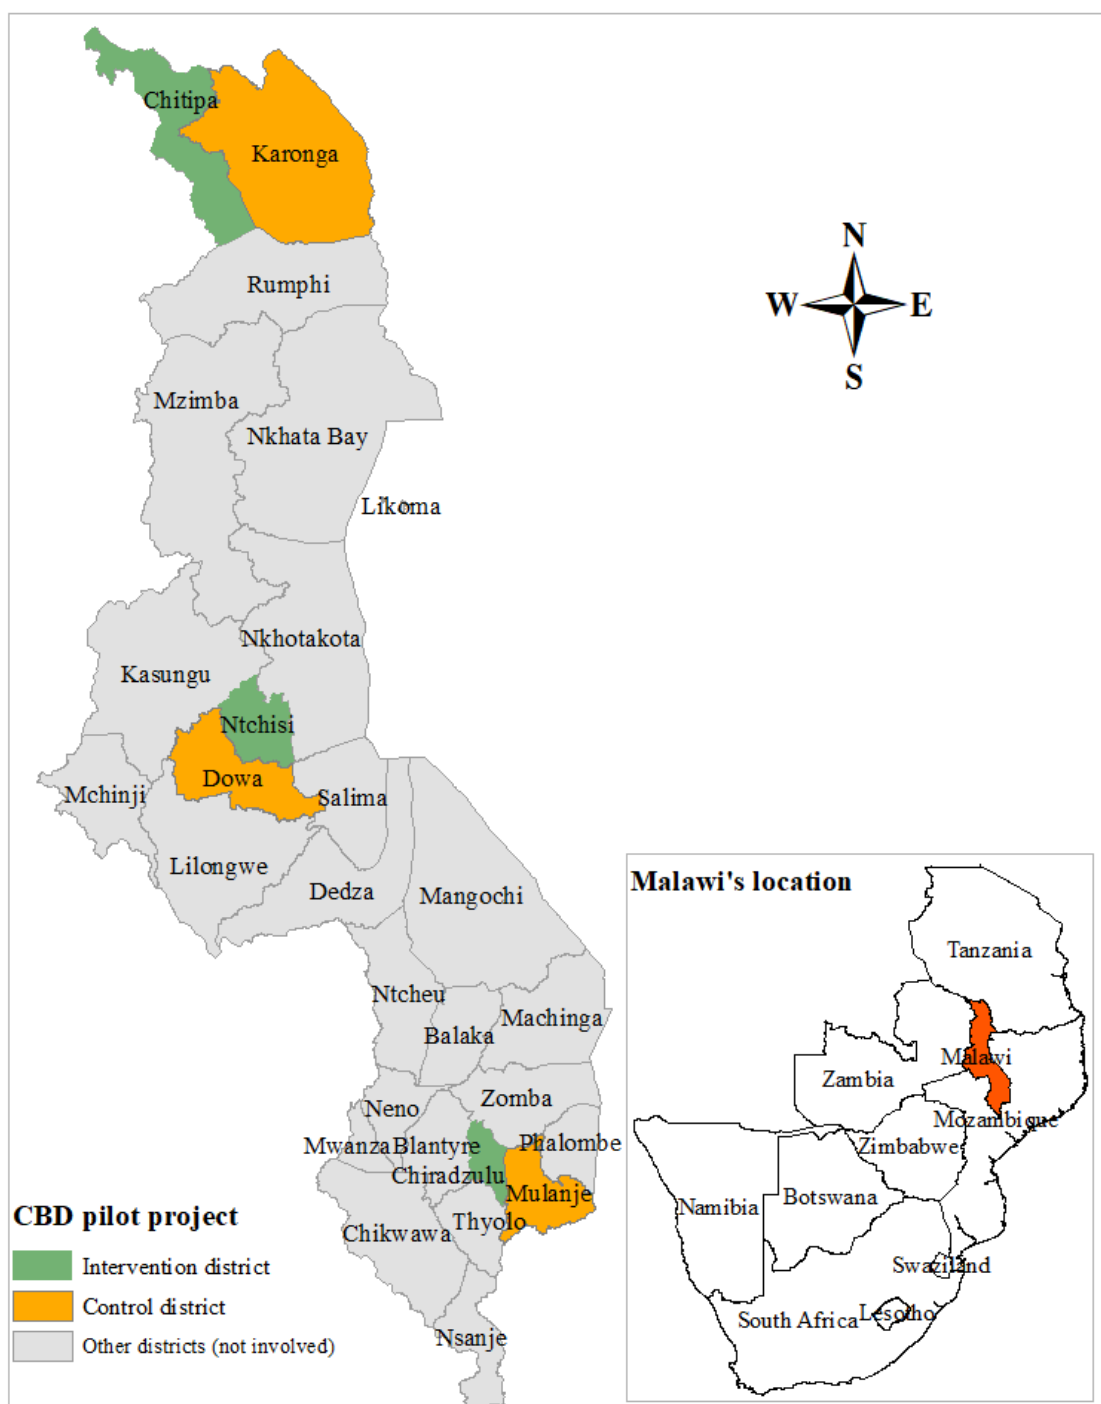 Chitipa
Karonga
N
W E
S
Rumphi
Mzimba
Nkhata Bay
Likoma
Nkhotakota
Kasungu
Ntchisi
Dowa
Mchinji
Salima
Lilongwe
Dedza
Mangochi
Ntcheu
Machinga
Balaka
Zomba
Neno
Mwanza
Blantyre
Phalombe
Chiradzulu
Mulanje
Thyolo
Chikwawa
Nsanje
CBD pilot project
Intervention district
Control district
Other districts (not involved)
Malawi's location
Tanzania
Malawi
Zambia
Mozambique
Zimbabwe
Botswana
Namibia
Swaziland
South Africa
Lesotho